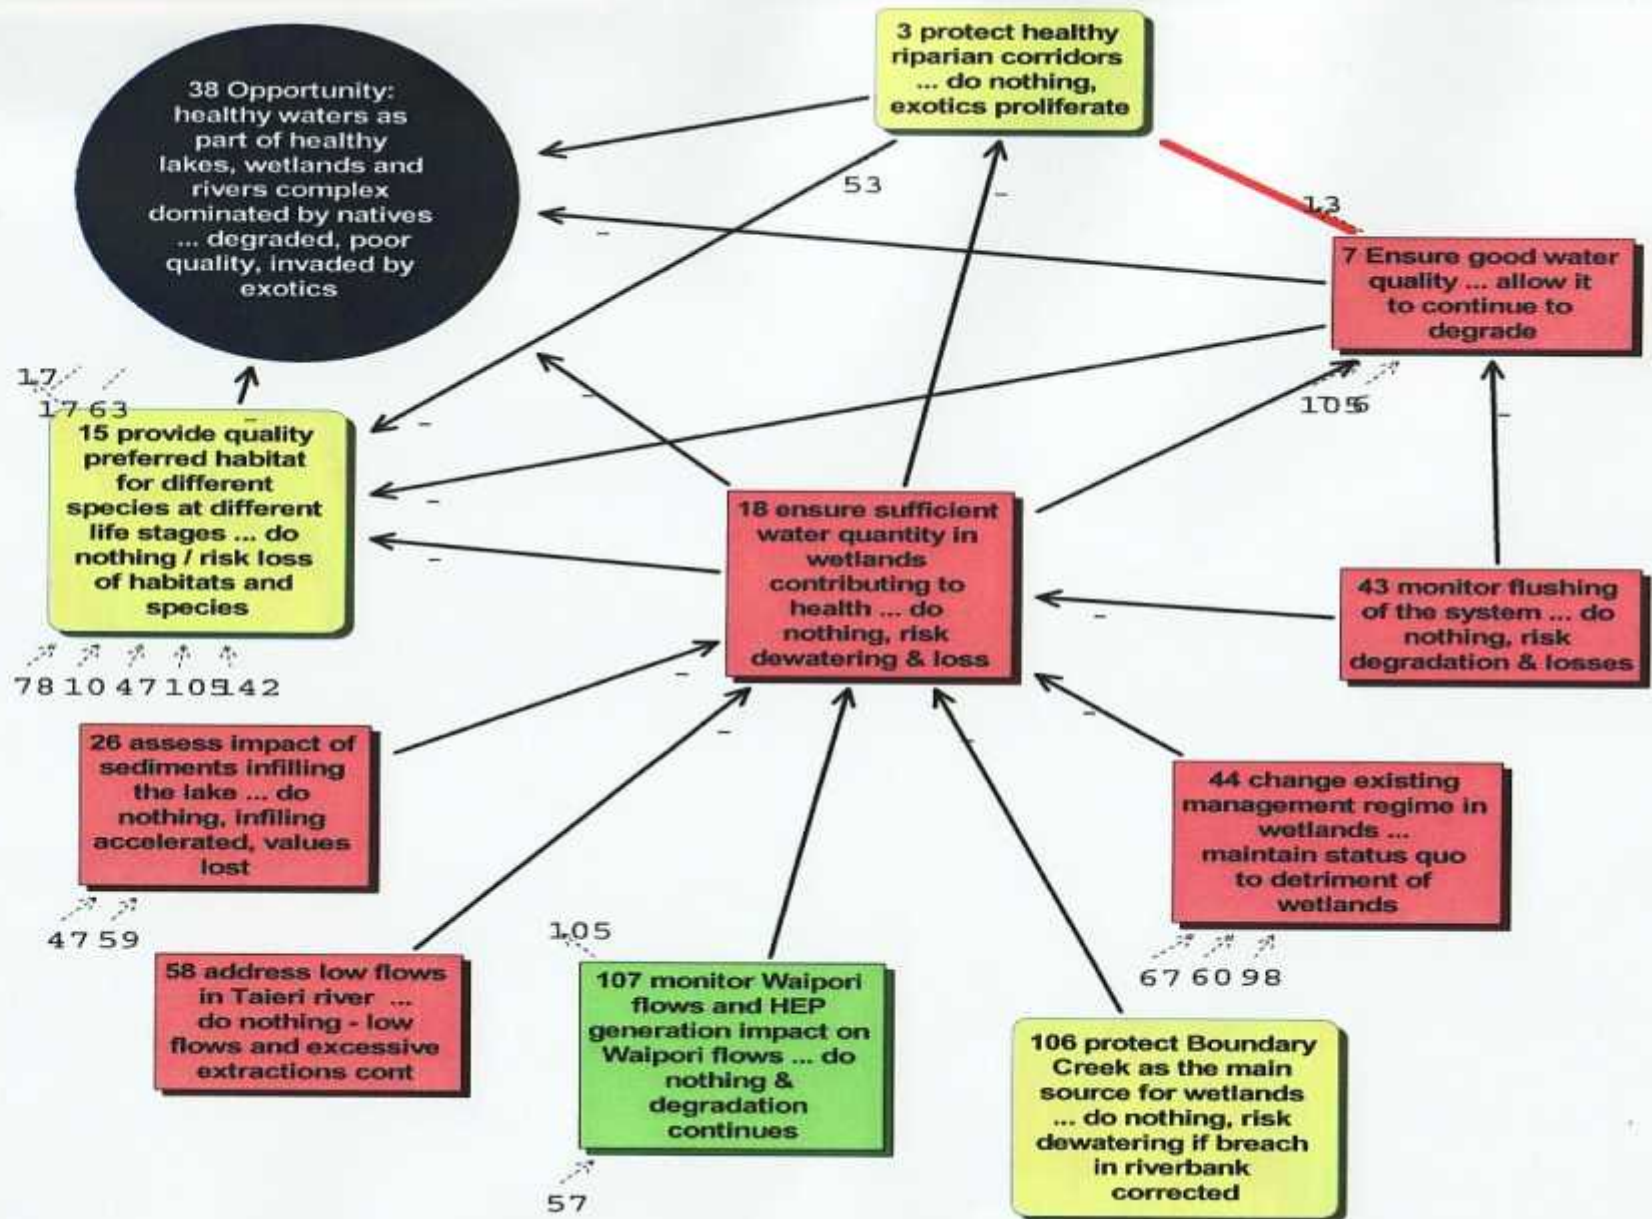 3 protect healthy
riparian corridors
... do nothing,
exotics proliferate
38 Opportunity:
healthy waters as
part of healthy
lakes, wetlands and
rivers complex
dominated by natives
... degraded, poor
quality, invaded by
exotics
53
13
7 Ensure good water
quality ... allow it
to continue to
degrade
17
17 63
105
15 provide quality
preferred habitat
for different
species at different
life stages ... do
nothing / risk loss
of habitats and
species
78 10 47 105 142
18 ensure sufficient
water quantity in
wetlands
contributing to
health ... do
nothing, risk
dewatering & loss
43 monitor flushing
of the system ... do
nothing, risk
degradation & losses
26 assess impact of
sediments infilling
the lake ... do
nothing, infiling
accelerated, values
lost
47 59
44 change existing
management regime in
wetlands ...
maintain status quo
to detriment of
wetlands
67 60 98
58 address low flows
in Taieri river ...
do nothing - low
flows and excessive
extractions cont
105
107 monitor Waipori
flows and HEP
generation impact on
Waipori flows ... do
nothing &
degradation
continues
57
106 protect Boundary
Creek as the main
source for wetlands
... do nothing, risk
dewatering if breach
in riverbank
corrected